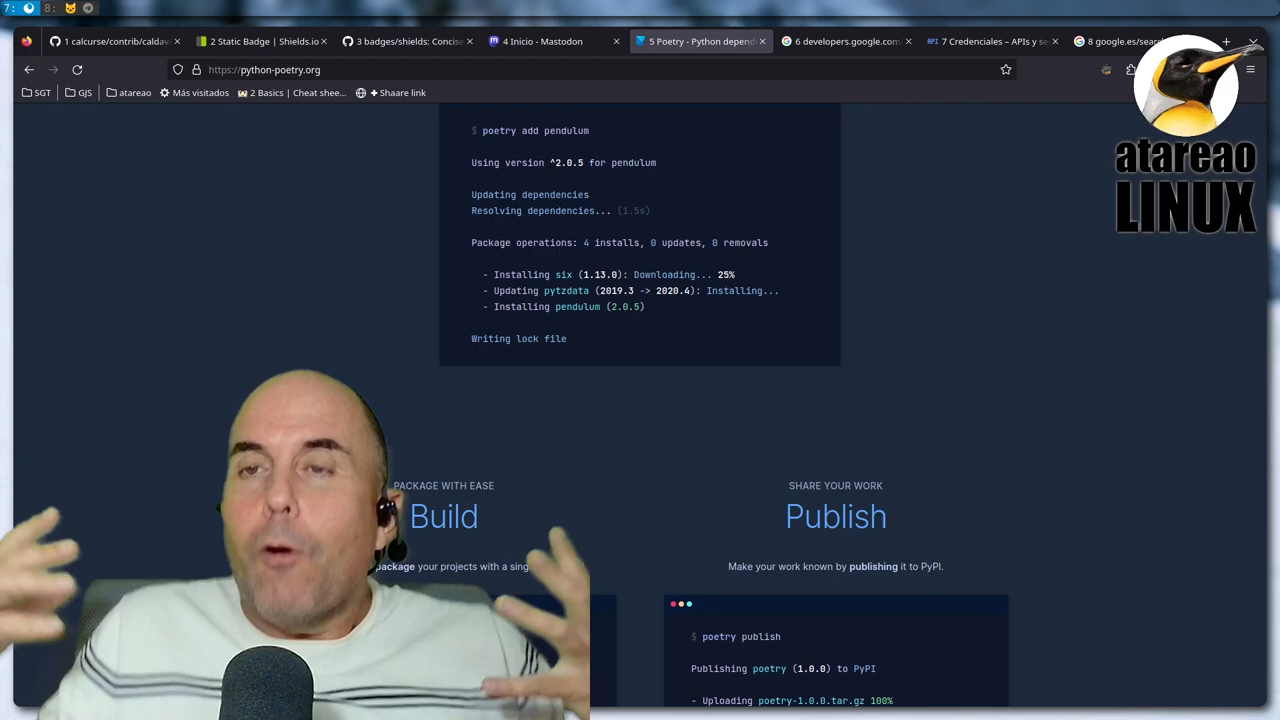 7: 8:
1 calcurse/contrib/caldav
2 Static Badge | Shields.io
3 badges/shields: Concise
4 Inicio - Mastodon
5 Poetry - Python depend
6 developers.google.com/
7 Credenciales – APIs y se
8 google.es/sear
https://python-poetry.org
SGT
GJS
atareao
Más visitados
2 Basics | Cheat shee...
+ Shaare link
atareao
LINUX
$ poetry add pendulum
Using version ^2.0.5 for pendulum
Updating dependencies
Resolving dependencies... (1.5s)
Package operations: 4 installs, 0 updates, 0 removals
- Installing six (1.13.0): Downloading... 25%
- Updating pytzdata (2019.3 -> 2020.4): Installing...
- Installing pendulum (2.0.5)
Writing lock file
PACKAGE WITH EASE
Build
package your projects with a
SHARE YOUR WORK
Publish
Make your work known by publishing it to PyPI.
$ poetry publish
Publishing poetry (1.0.0) to PyPI
- Uploading poetry-1.0.0.tar.gz 100%